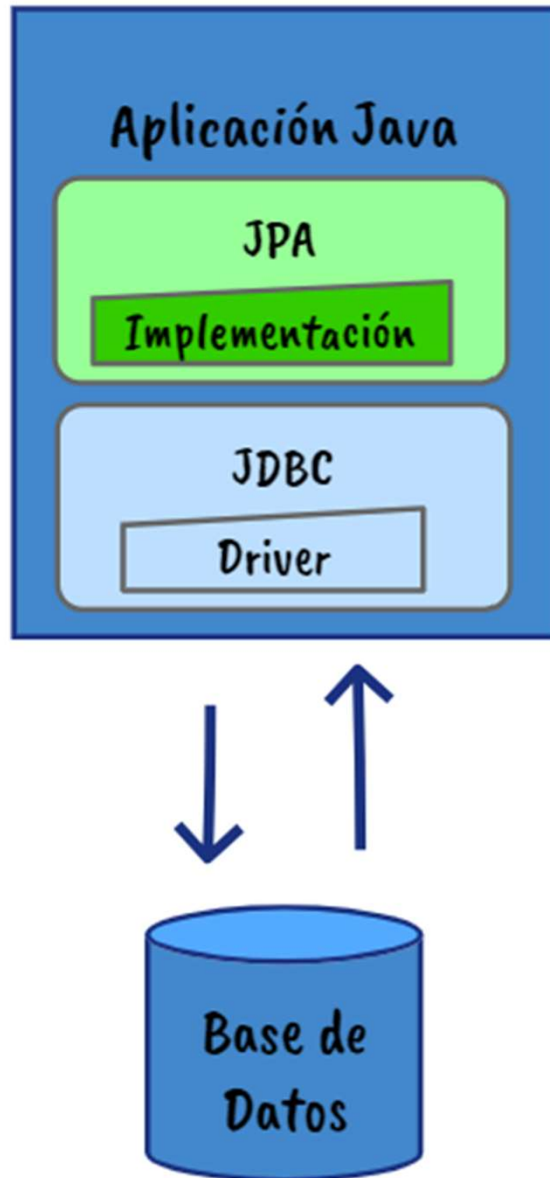 Aplicación Java
JPA
Implementación
JDBC
Driver
Base de
Datos